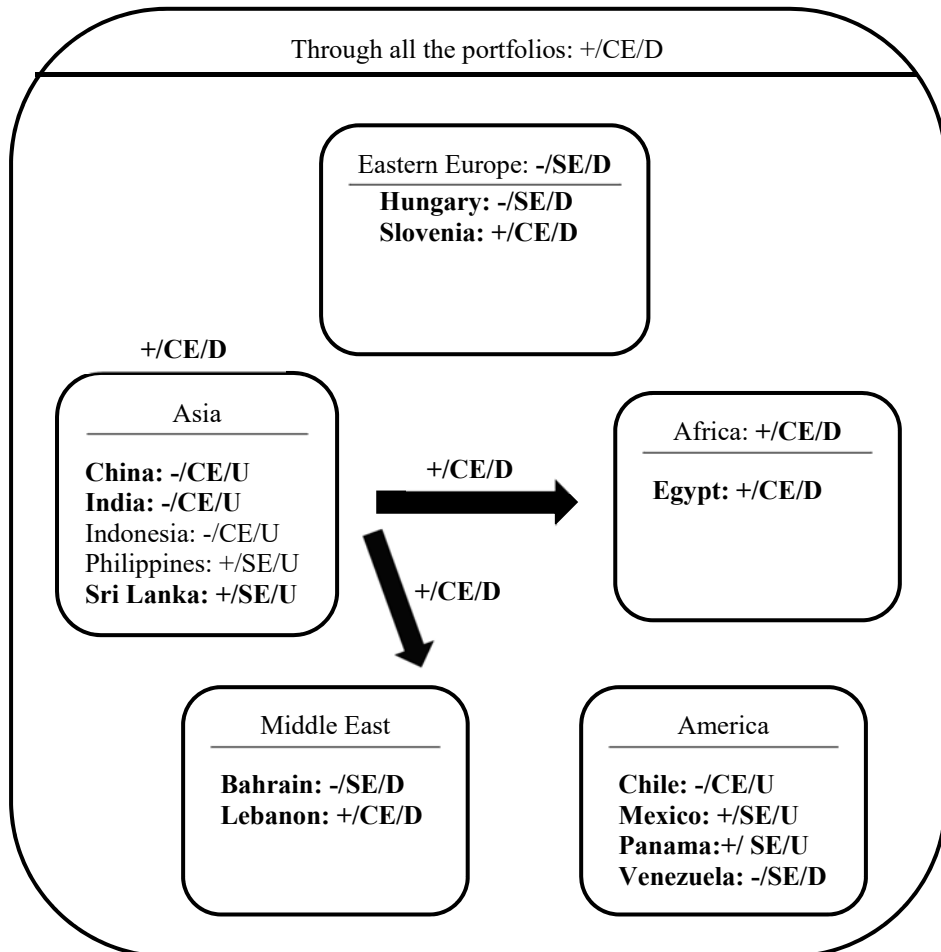 Through all the portfolios: +/CE/D
Eastern Europe: -/SE/D
Hungary: -/SE/D
Slovenia: +/CE/D
+/CE/D
Asia
China: -/CE/U
India: -/CE/U
Indonesia: -/CE/U
Philippines: +/SE/U
Sri Lanka: +/SE/U
+/CE/D
+/CE/D
Africa: +/CE/D
Egypt: +/CE/D
Middle East
Bahrain: -/SE/D
Lebanon: +/CE/D
America
Chile: -/CE/U
Mexico: +/SE/U
Panama:+/ SE/U
Venezuela: -/SE/D